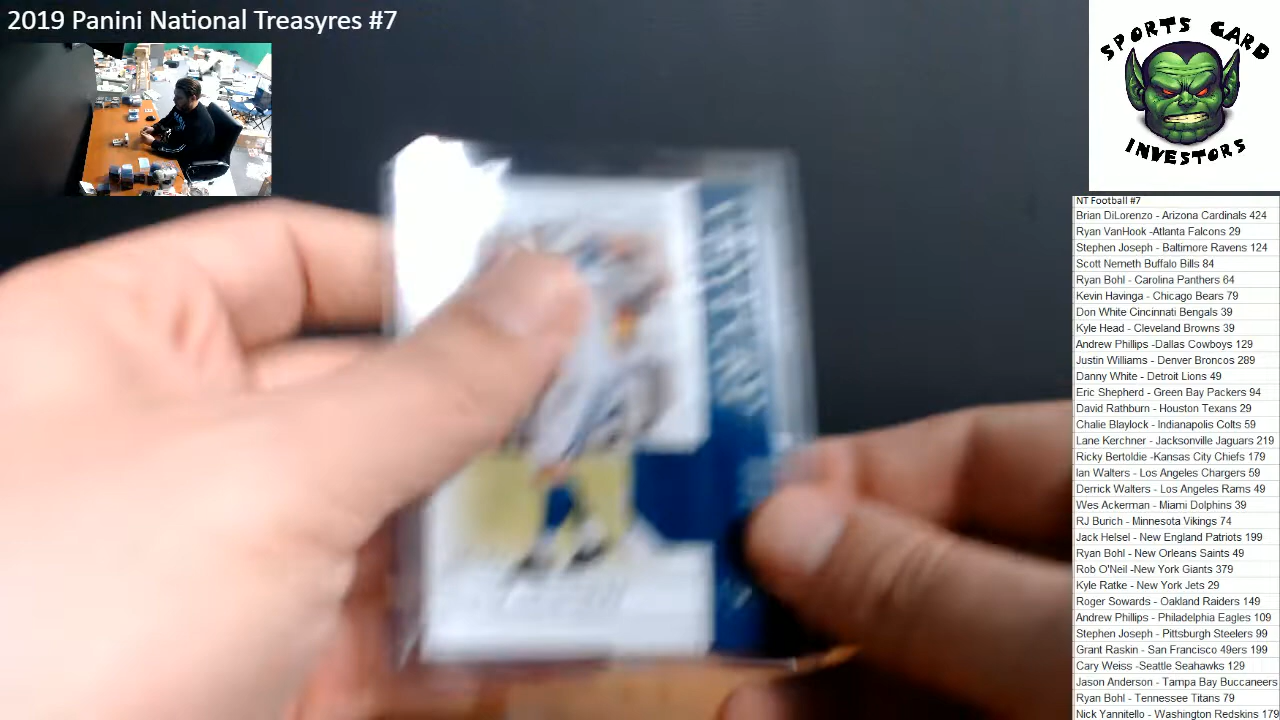 2019 Panini National Treasyres #7
SPORTS CARD
INVESTORS
NT Football #7
Brian DiLorenzo - Arizona Cardinals 424
Ryan VanHook -Atlanta Falcons 29
Stephen Joseph - Baltimore Ravens 124
Scott Nemeth Buffalo Bills 84
Ryan Bohl - Carolina Panthers 64
Kevin Havinga - Chicago Bears 79
Don White Cincinnati Bengals 39
Kyle Head - Cleveland Browns 39
Andrew Phillips -Dallas Cowboys 129
Justin Williams - Denver Broncos 289
Danny White - Detroit Lions 49
Eric Shepherd - Green Bay Packers 94
David Rathburn - Houston Texans 29
Chalie Blaylock - Indianapolis Colts 59
Lane Kerchner - Jacksonville Jaguars 219
Ricky Bertoldie -Kansas City Chiefs 179
Ian Walters - Los Angeles Chargers 59
Derrick Walters - Los Angeles Rams 49
Wes Ackerman - Miami Dolphins 39
RJ Burich - Minnesota Vikings 74
Jack Helsel - New England Patriots 199
Ryan Bohl - New Orleans Saints 49
Rob O'Neil -New York Giants 379
Kyle Ratke - New York Jets 29
Roger Sowards - Oakland Raiders 149
Andrew Phillips - Philadelphia Eagles 109
Stephen Joseph - Pittsburgh Steelers 99
Grant Raskin - San Francisco 49ers 199
Cary Weiss -Seattle Seahawks 129
Jason Anderson - Tampa Bay Buccaneers
Ryan Bohl - Tennessee Titans 79
Nick Yannitello - Washington Redskins 179